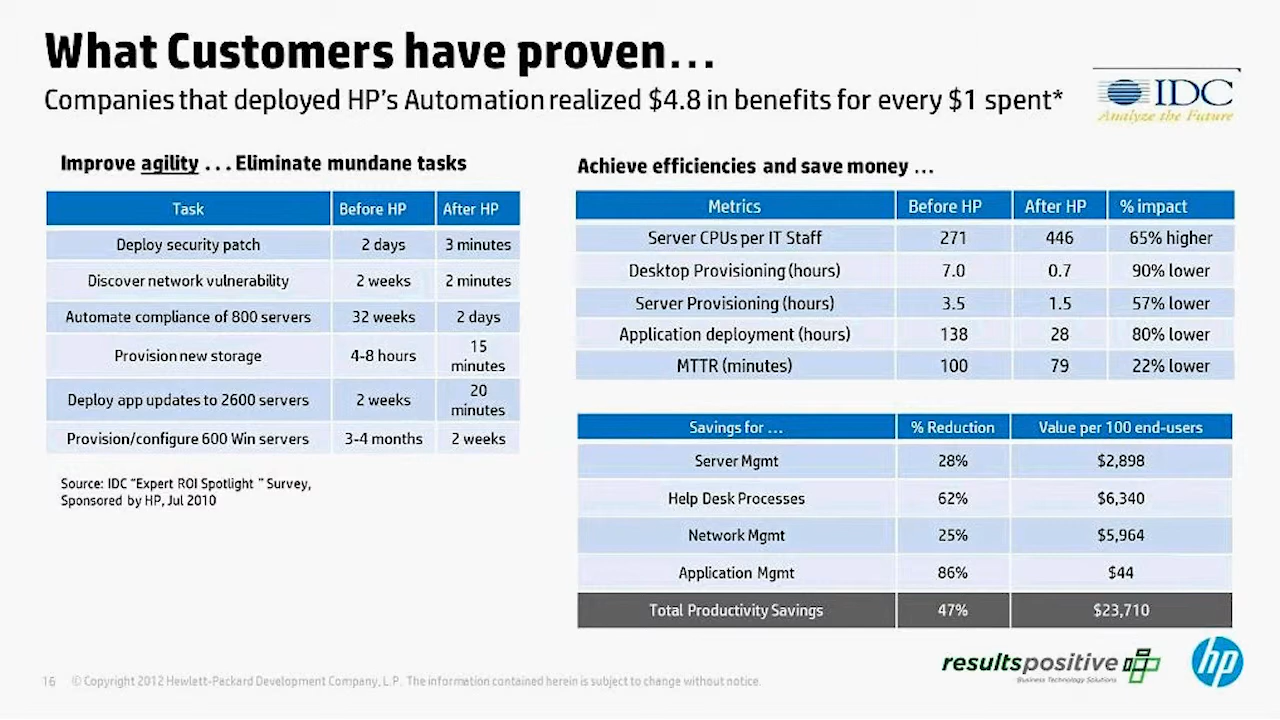 What Customers have proven...
Companies that deployed HP's Automation realized $4.8 in benefits for every $1 spent*
IDC
Analyze the Future
Improve agility ... Eliminate mundane tasks
Task Before HP After HP
Deploy security patch 2 days 3 minutes
Discover network vulnerability 2 weeks 2 minutes
Automate compliance of 800 servers 32 weeks 2 days
Provision new storage 4-8 hours 15 minutes
Deploy app updates to 2600 servers 2 weeks 20 minutes
Provision/configure 600 Win servers 3-4 months 2 weeks
Source: IDC "Expert ROI Spotlight " Survey,
Sponsored by HP, Jul 2010
Achieve efficiencies and save money ...
Metrics Before HP After HP % impact
Server CPUs per IT Staff 271 446 65% higher
Desktop Provisioning (hours) 7.0 0.7 90% lower
Server Provisioning (hours) 3.5 1.5 57% lower
Application deployment (hours) 138 28 80% lower
MTTR (minutes) 100 79 22% lower
Savings for ... % Reduction Value per 100 end-users
Server Mgmt 28% $2,898
Help Desk Processes 62% $6,340
Network Mgmt 25% $5,964
Application Mgmt 86% $44
Total Productivity Savings 47% $23,710
resultspositive
Business Technology Solutions
hp
16 © Copyright 2012 Hewlett-Packard Development Company, L.P. The information contained herein is subject to change without notice.